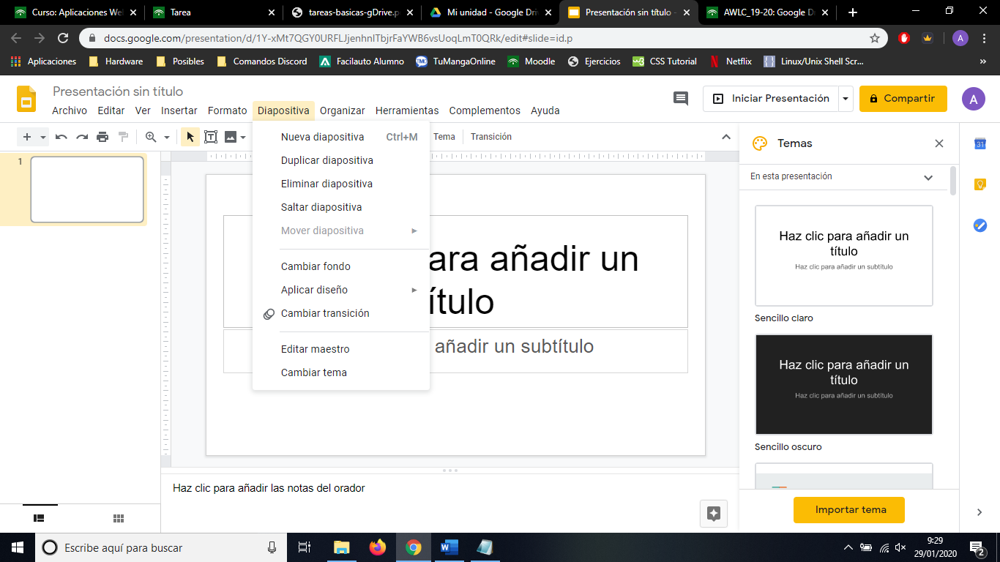 Curso: Aplicaciones We
Tarea
tareas-basicas-gDrive.p
Mi unidad - Google Dri
Presentación sin título -
AWLC_19-20: Google D
docs.google.com/presentation/d/1Y-xMt7QGY0URFLJjenhnlTbjrFaYWB6vsUoqLmT0QRk/edit#slide=id.p
A
Aplicaciones
Hardware
Posibles
Comandos Discord
Facilauto Alumno
TuMangaOnline
Moodle
Ejercicios
CSS Tutorial
Netflix
Linux/Unix Shell Scr...
»
Presentación sin título
Archivo Editar Ver Insertar Formato Diapositiva Organizar Herramientas Complementos Ayuda
Iniciar Presentación
Compartir
A
Tema
Transición
1
Nueva diapositiva Ctrl+M
Duplicar diapositiva
Eliminar diapositiva
Saltar diapositiva
Mover diapositiva
Cambiar fondo
Aplicar diseño
Cambiar transición
Editar maestro
Cambiar tema
ara añadir un
ítulo
añadir un subtítulo
Haz clic para añadir las notas del orador
Temas
En esta presentación
Haz clic para añadir un
título
Haz clic para añadir un subtítulo
Sencillo claro
Haz clic para añadir un
título
Haz clic para añadir un subtítulo
Sencillo oscuro
Importar tema
31
Escribe aquí para buscar
9:29
29/01/2020
2